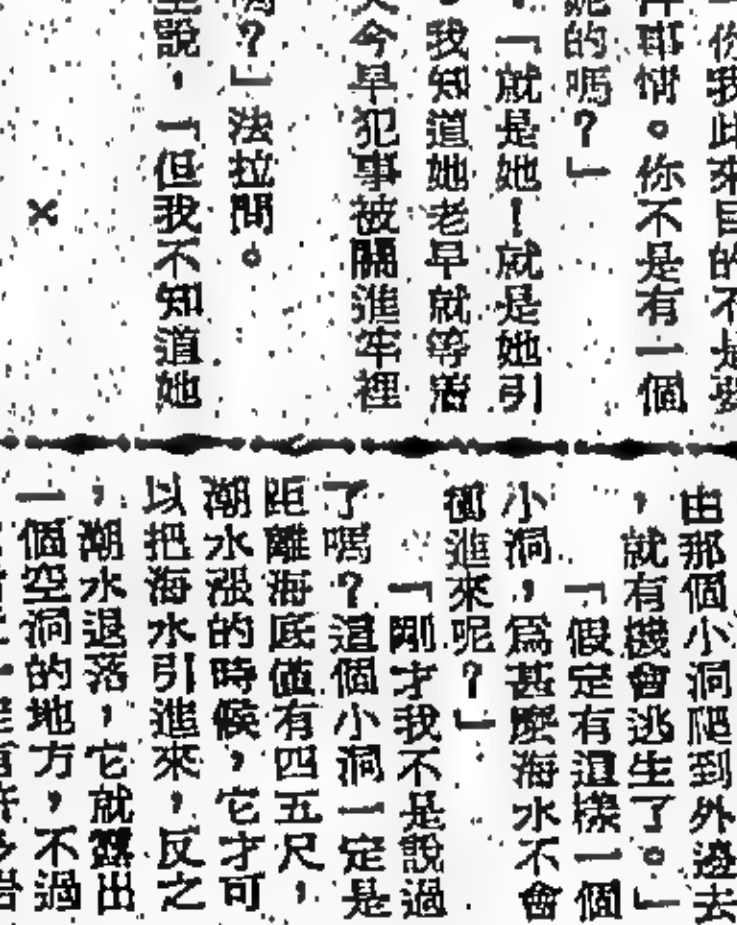 你我此來目的不是要
件事情。你不是有一個
的嗎？」
「就是她！就是她引
我知道她老早就等着
今早犯事被關進牢裡
？」法拉問。
說，「但我不知道她
×
由那個小洞爬到外邊去
，就有機會逃生了。」
「假定有這樣一個
小洞，爲甚麼海水不會
衝進來呢？」
「剛才我不是說過
了嗎？這個小洞一定是
距離海底僅有四五尺，
潮水漲的時候，它才可
以把海水引進來，反之
，潮水退落，它就露出
一個空洞的地方，不過